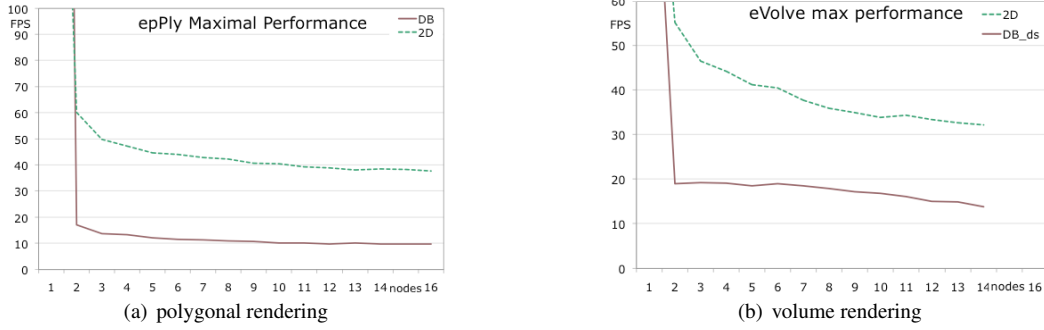 epPly Maximal Performance
DB
2D
100
FPS
90
80
70
60
50
40
30
20
10
0
1 2 3 4 5 6 7 8 9 10 11 12 13 14 nodes 16
(a) polygonal rendering
eVolve max performance
2D
DB_ds
60
FPS
50
40
30
20
10
0
1 2 3 4 5 6 7 8 9 10 11 12 13 14 nodes 16
(b) volume rendering